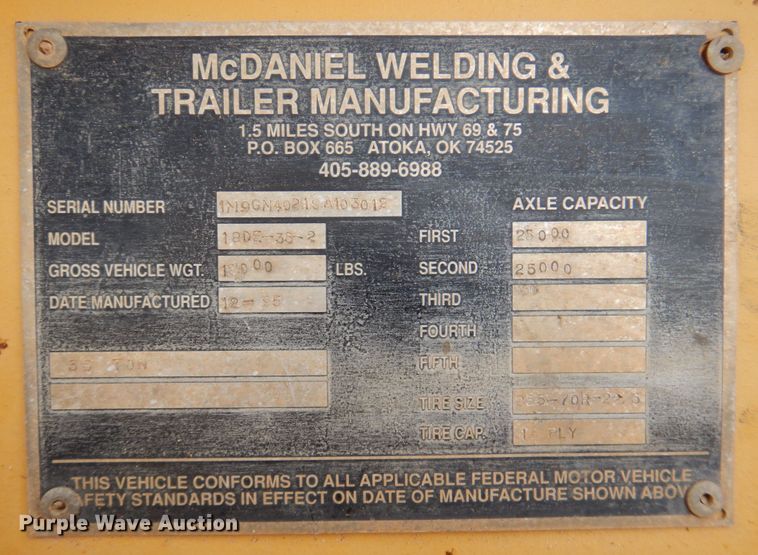 McDANIEL WELDING &
TRAILER MANUFACTURING
1.5 MILES SOUTH ON HWY 69 & 75
P.O. BOX 665 ATOKA, OK 74525
405-889-6988
SERIAL NUMBER
AXLE CAPACITY
MODEL FIRST 25000
GROSS VEHICLE WGT. LBS. SECOND 25000
DATE MANUFACTURED 12-95 THIRD
FOURTH
35 TON FIFTH
TIRE SIZE
TIRE CAP. PLY
THIS VEHICLE CONFORMS TO ALL APPLICABLE FEDERAL MOTOR VEHICLE
SAFETY STANDARDS IN EFFECT ON DATE OF MANUFACTURE SHOWN ABOVE
Purple Wave Auction